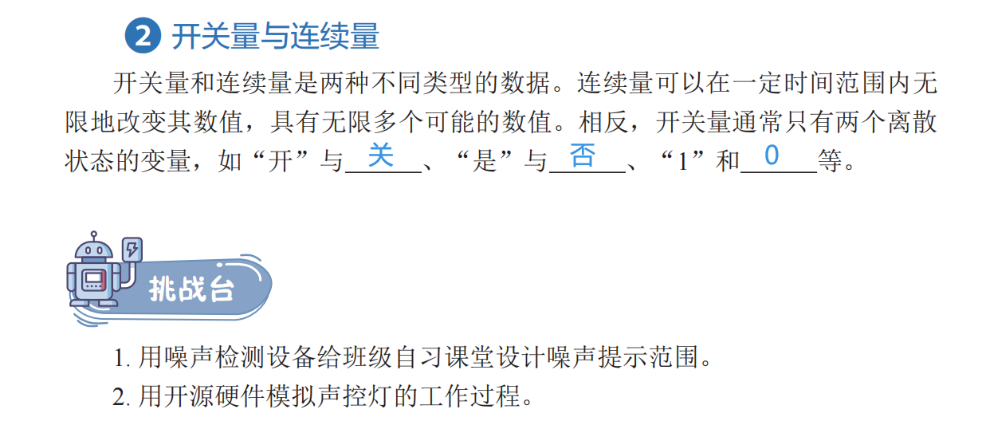 2 开关量与连续量
开关量和连续量是两种不同类型的数据。连续量可以在一定时间范围内无
限地改变其数值，具有无限多个可能的数值。相反，开关量通常只有两个离散
状态的变量，如“开”与 关 、“是”与 否 、“1”和 0 等。
挑战台
1. 用噪声检测设备给班级自习课堂设计噪声提示范围。
2. 用开源硬件模拟声控灯的工作过程。